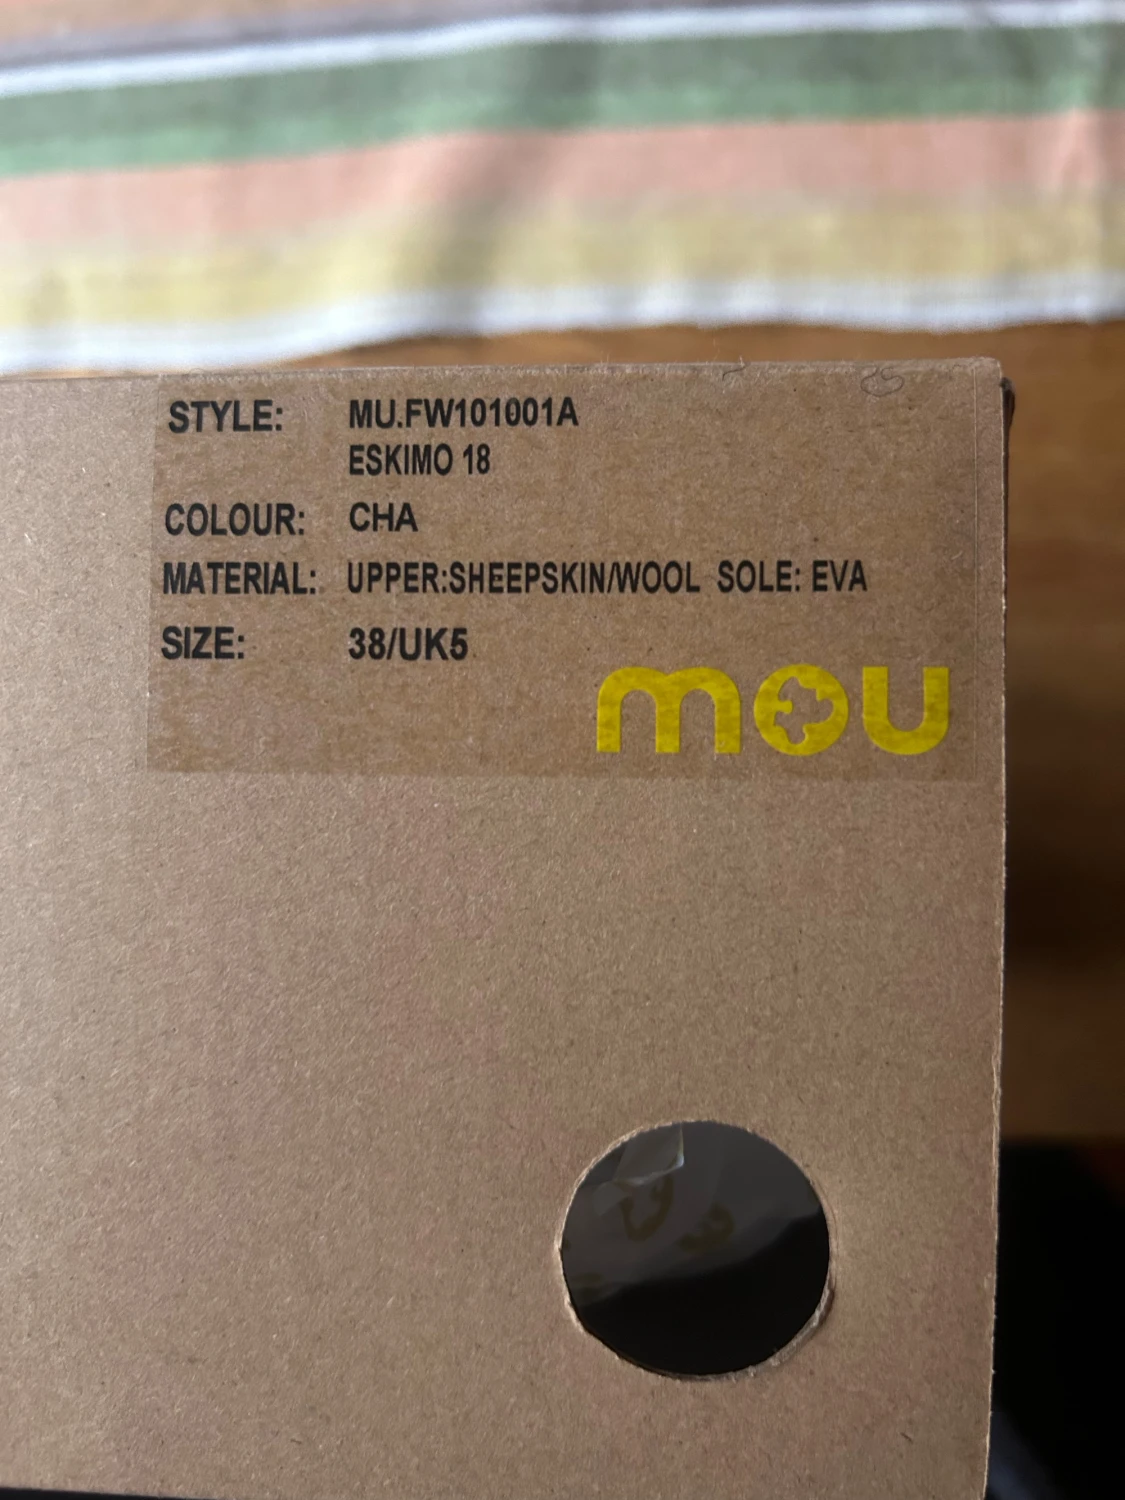 STYLE: MU.FW101001A
ESKIMO 18
COLOUR: CHA
MATERIAL: UPPER:SHEEPSKIN/WOOL SOLE: EVA
SIZE: 38/UK5
mou